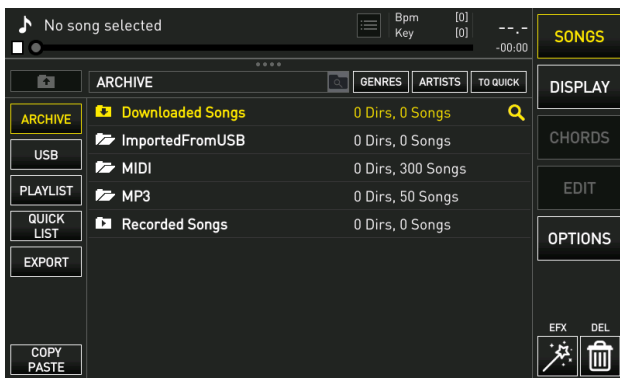 No song selected
Bpm [0]
Key [0]
--.-
-00:00
SONGS
ARCHIVE
GENRES
ARTISTS
TO QUICK
DISPLAY
ARCHIVE
Downloaded Songs 0 Dirs, 0 Songs
ImportedFromUSB 0 Dirs, 0 Songs
CHORDS
USB
MIDI 0 Dirs, 300 Songs
PLAYLIST
MP3 0 Dirs, 50 Songs
EDIT
QUICK
LIST
Recorded Songs 0 Dirs, 0 Songs
OPTIONS
EXPORT
EFX DEL
COPY
PASTE